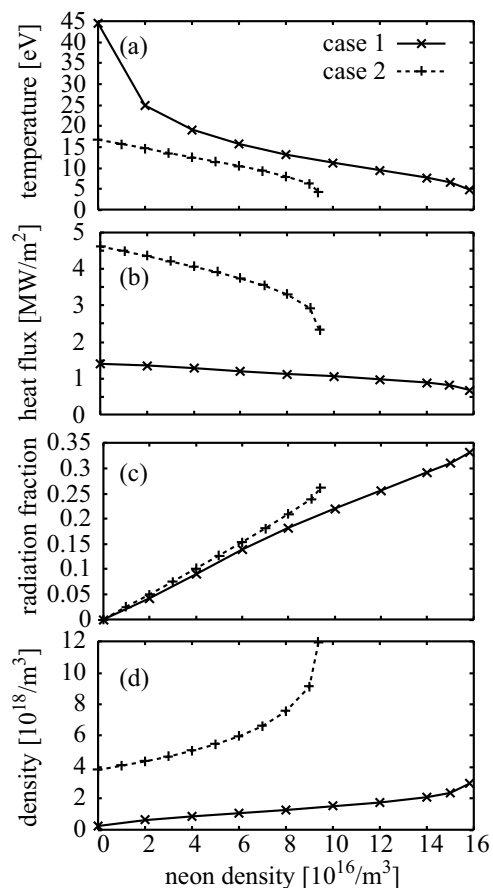 45
40
35
30
25
20
15
10
5
0
temperature [eV]
(a)
case 1
case 2
5
4
3
2
1
0
heat flux [MW/m²]
(b)
0.35
0.3
0.25
0.2
0.15
0.1
0.05
0
radiation fraction
(c)
12
10
8
6
4
2
0
density [10¹⁸/m³]
(d)
0 2 4 6 8 10 12 14 16
neon density [10¹⁶/m³]